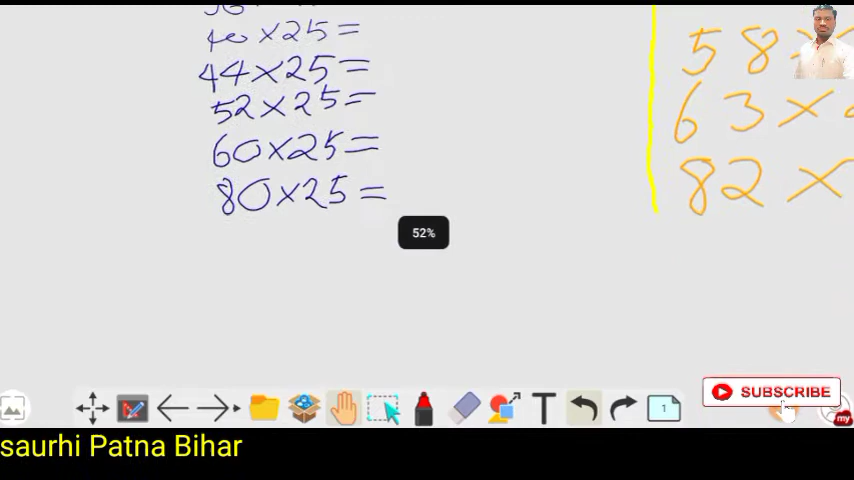 40 × 25 =
44 × 25 =
52 × 25 =
60 × 25 =
80 × 25 =
58 ×
63 ×
82 ×
52%
T
1
SUBSCRIBE
my
saurhi Patna Bihar